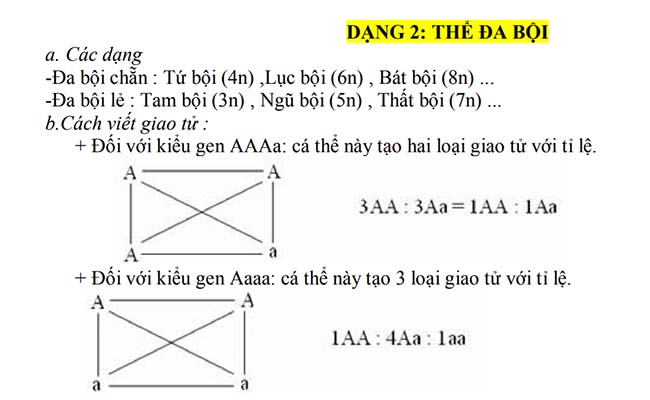 DẠNG 2: THỂ ĐA BỘI
a. Các dạng
-Đa bội chẵn : Tứ bội (4n) ,Lục bội (6n) , Bát bội (8n) ...
-Đa bội lẻ : Tam bội (3n) , Ngũ bội (5n) , Thất bội (7n) ...
b.Cách viết giao tử :
+ Đối với kiểu gen AAAa: cá thể này tạo hai loại giao tử với tỉ lệ.
A A
3AA : 3Aa = 1AA : 1Aa
A a
+ Đối với kiểu gen Aaaa: cá thể này tạo 3 loại giao tử với tỉ lệ.
A A
1AA : 4Aa : 1aa
a a